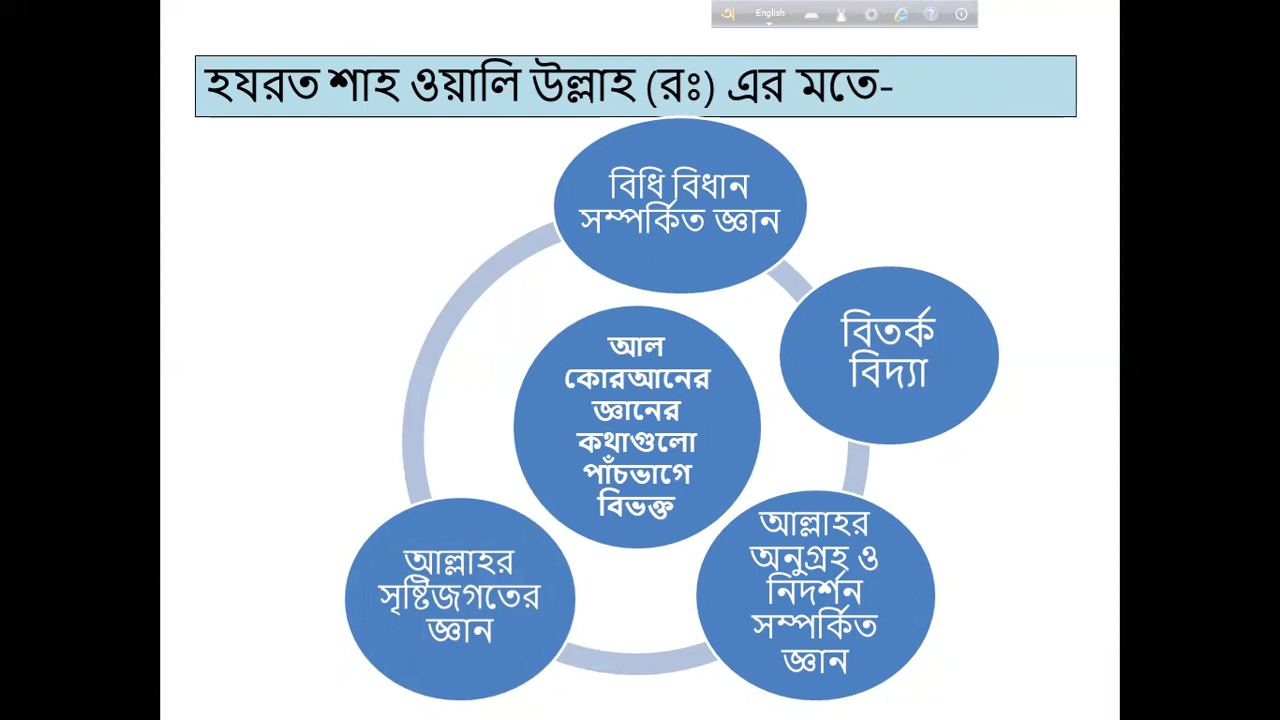 অ English
হযরত শাহ ওয়ালি উল্লাহ (রঃ) এর মতে-
বিধি বিধান
সম্পর্কিত জ্ঞান
বিতর্ক
বিদ্যা
আল
কোরআনের
জ্ঞানের
কথাগুলো
পাঁচভাগে
বিভক্ত
আল্লাহর
অনুগ্রহ ও
নিদর্শন
সম্পর্কিত
জ্ঞান
আল্লাহর
সৃষ্টিজগতের
জ্ঞান